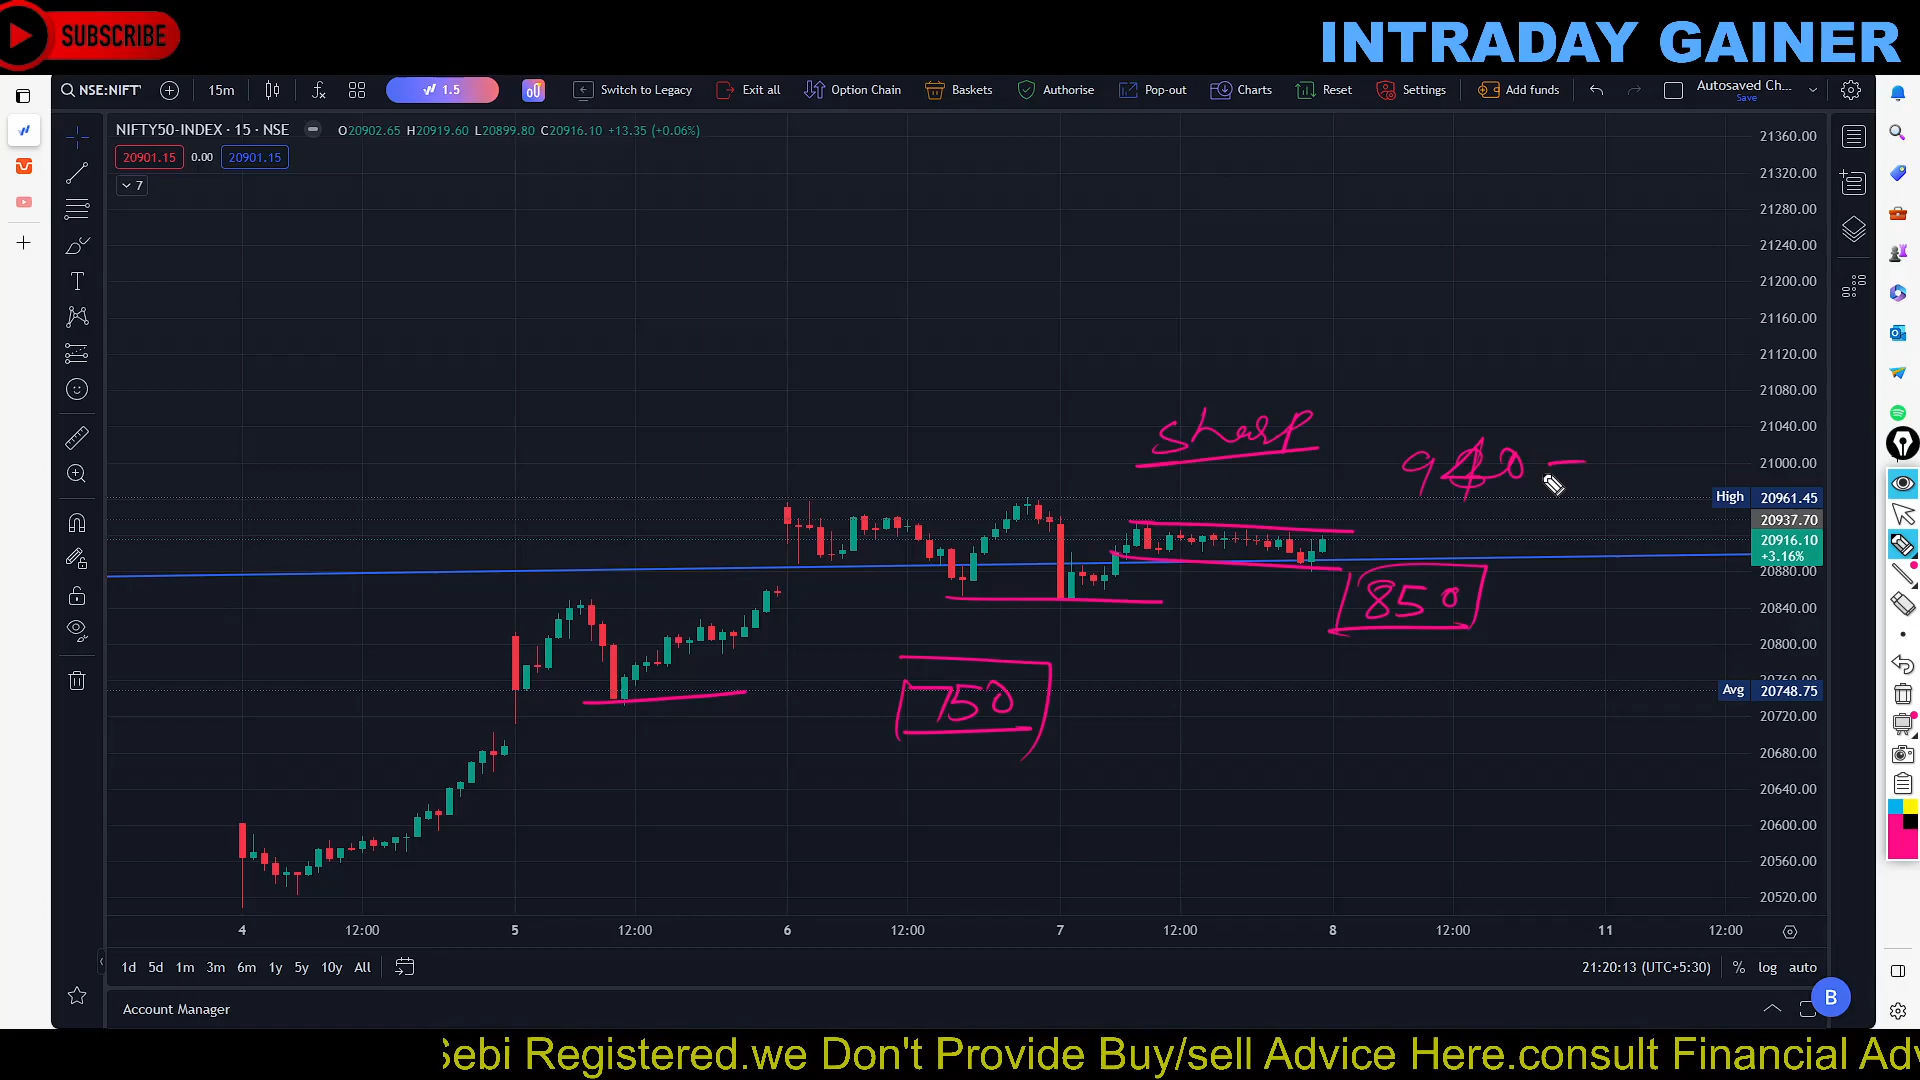 SUBSCRIBE
INTRADAY GAINER
NSE:NIFTY
15m
1.5
Switch to Legacy
Exit all
Option Chain
Baskets
Authorise
Pop-out
Charts
Reset
Settings
Add funds
Autosaved Ch...
Save
NIFTY50-INDEX · 15 · NSE
O20902.65 H20919.60 L20899.80 C20916.10 +13.35 (+0.06%)
20901.15 0.00 20901.15
7
21360.00
21320.00
21280.00
21240.00
21200.00
21160.00
21120.00
21080.00
21040.00
21000.00
High 20961.45
20937.70
20916.10
+3.16%
20880.00
20840.00
20800.00
20760.00
Avg 20748.75
20720.00
20680.00
20640.00
20600.00
20560.00
20520.00
sharp
850
750
4 12:00 5 12:00 6 12:00 7 12:00 8 12:00 11 12:00
1d 5d 1m 3m 6m 1y 5y 10y All
21:20:13 (UTC+5:30) % log auto
B
Account Manager
Sebi Registered.we Don't Provide Buy/sell Advice Here.consult Financial Adv